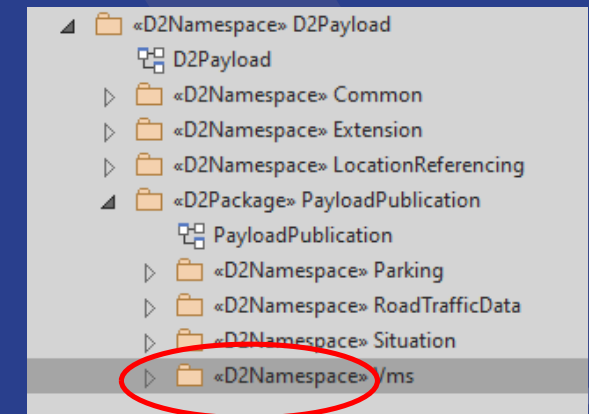 «D2Namespace» D2Payload
D2Payload
«D2Namespace» Common
«D2Namespace» Extension
«D2Namespace» LocationReferencing
«D2Package» PayloadPublication
PayloadPublication
«D2Namespace» Parking
«D2Namespace» RoadTrafficData
«D2Namespace» Situation
«D2Namespace» Vms